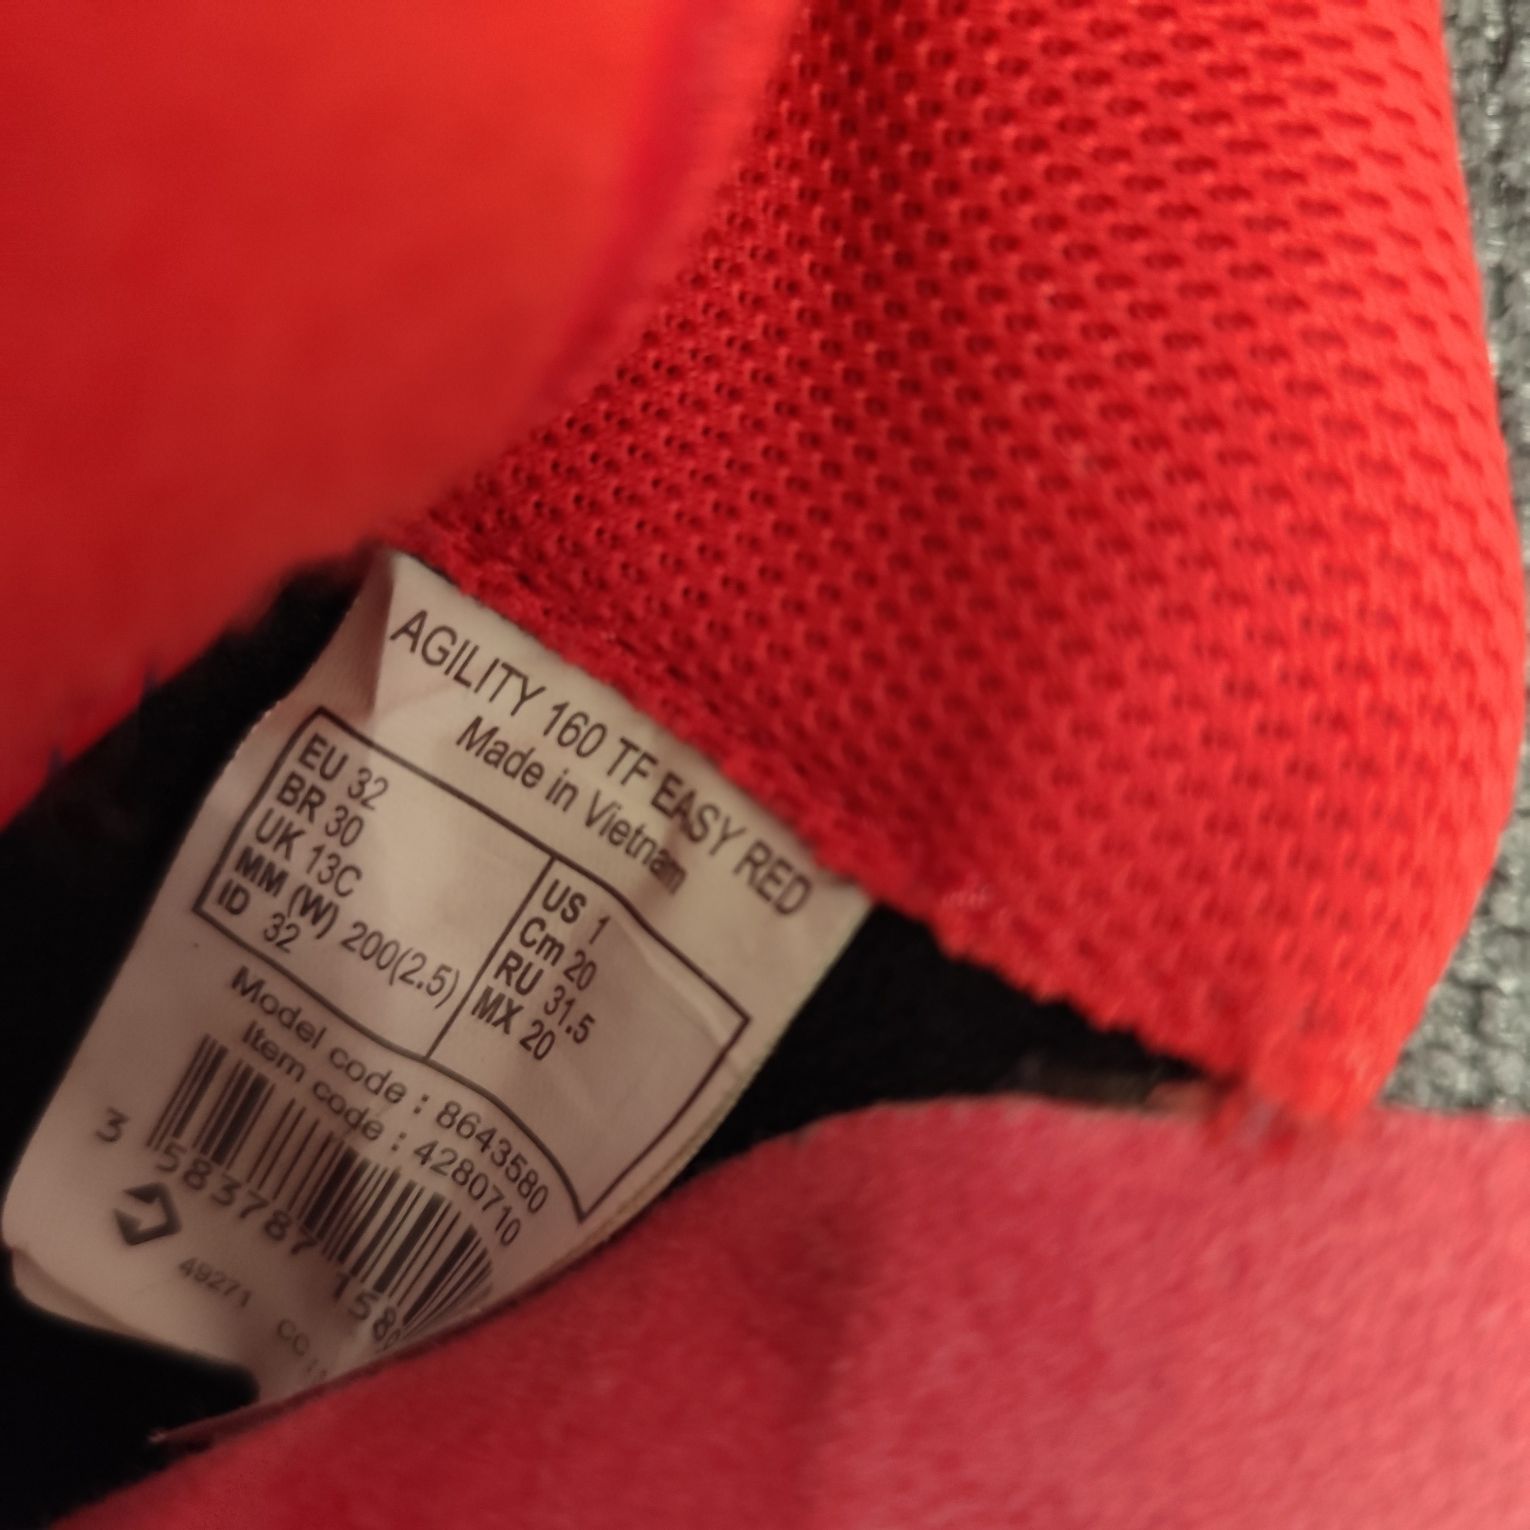 AGILITY 160 TF EASY RED
Made in Vietnam
EU 32
BR 30
UK 13C
MM (W) 200(2.5)
ID 32
US 1
Cm 20
RU 31.5
MX 20
Model code : 8643580
Item code : 4280710
3 583787 158
49271